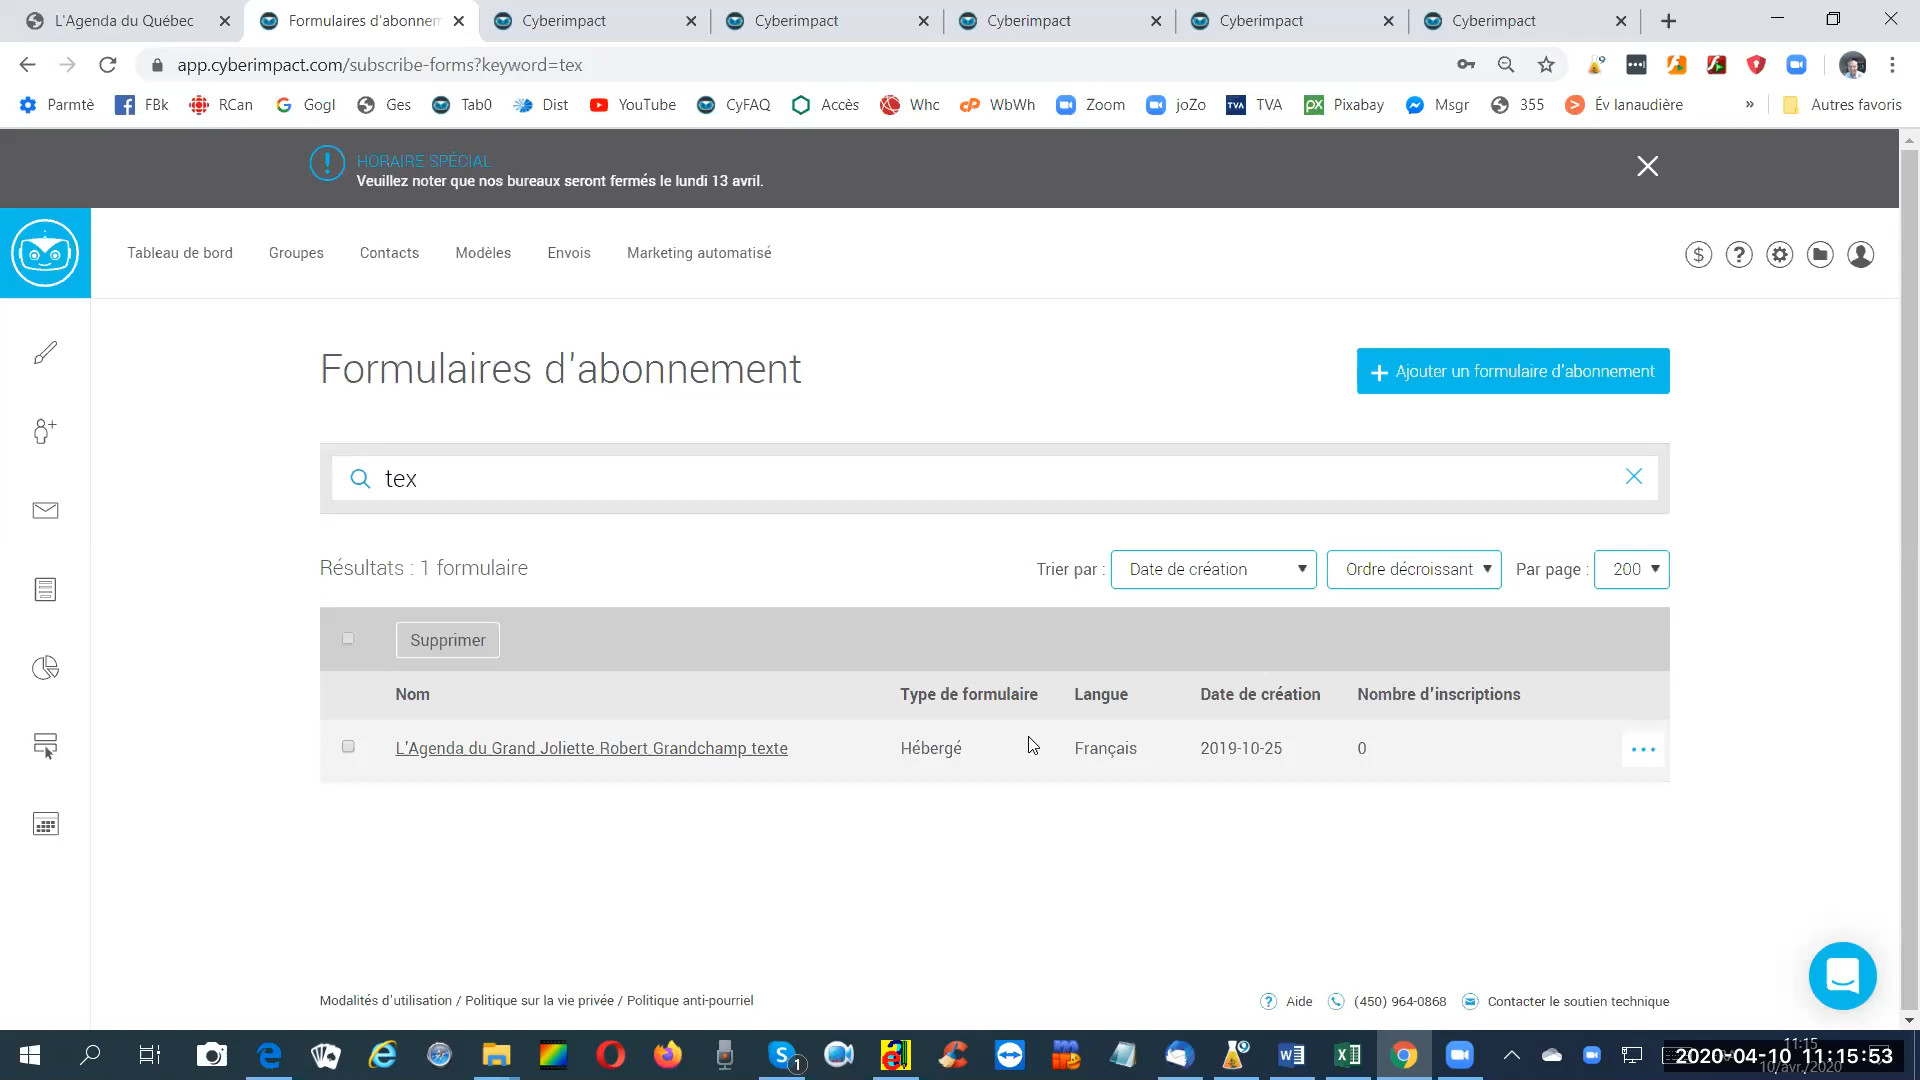 L'Agenda du Québec
Formulaires d'abonnem
Cyberimpact
Cyberimpact
Cyberimpact
Cyberimpact
Cyberimpact
app.cyberimpact.com/subscribe-forms?keyword=tex
Parmtè FBk RCan Gogl Ges Tab0 Dist YouTube CyFAQ Accès Whc WbWh Zoom joZo TVA Pixabay Msgr 355 Év lanaudière » Autres favoris
HORAIRE SPÉCIAL
Veuillez noter que nos bureaux seront fermés le lundi 13 avril.
Tableau de bord Groupes Contacts Modèles Envois Marketing automatisé
Formulaires d'abonnement
+ Ajouter un formulaire d'abonnement
tex
Résultats : 1 formulaire
Trier par : Date de création Ordre décroissant Par page : 200
Supprimer
Nom Type de formulaire Langue Date de création Nombre d'inscriptions
L'Agenda du Grand Joliette Robert Grandchamp texte Hébergé Français 2019-10-25 0
Modalités d'utilisation / Politique sur la vie privée / Politique anti-pourriel
Aide (450) 964-0868 Contacter le soutien technique
11:15
2020-04-10 11:15:53
10/avr./2020